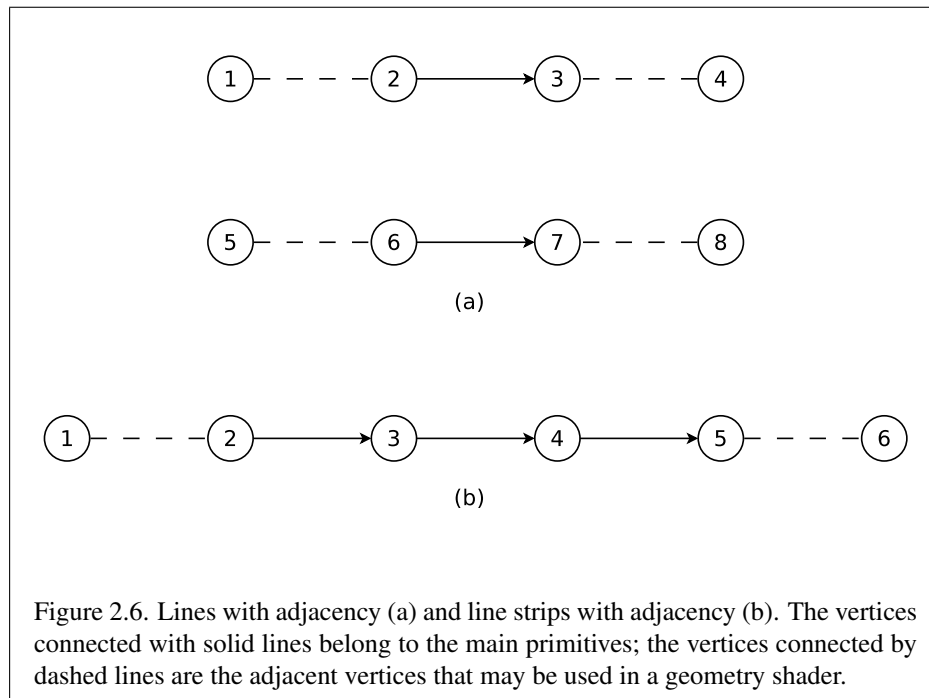 1 2 3 4
5 6 7 8
(a)
1 2 3 4 5 6
(b)
Figure 2.6. Lines with adjacency (a) and line strips with adjacency (b). The vertices
connected with solid lines belong to the main primitives; the vertices connected by
dashed lines are the adjacent vertices that may be used in a geometry shader.